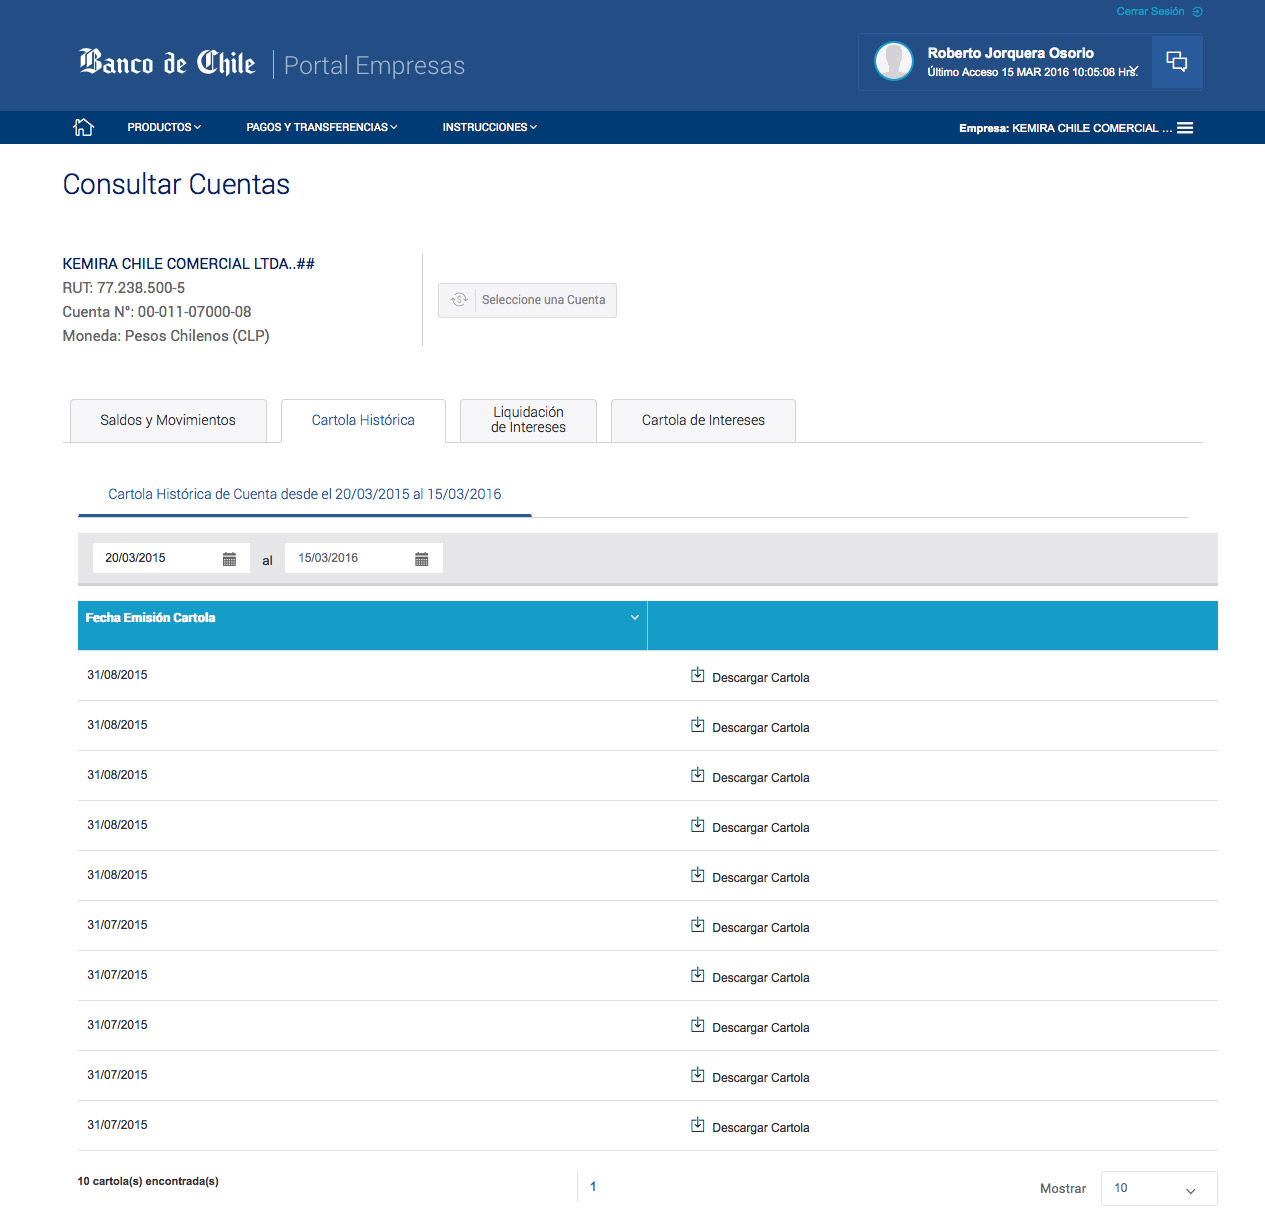 Cerrar Sesión
Banco de Chile
Portal Empresas
Roberto Jorquera Osorio
Último Acceso 15 MAR 2016 10:05:08 Hrs.
PRODUCTOS
PAGOS Y TRANSFERENCIAS
INSTRUCCIONES
Empresa: KEMIRA CHILE COMERCIAL ...
Consultar Cuentas
KEMIRA CHILE COMERCIAL LTDA..##
RUT: 77.238.500-5
Cuenta N°: 00-011-07000-08
Moneda: Pesos Chilenos (CLP)
Seleccione una Cuenta
Saldos y Movimientos
Cartola Histórica
Liquidación
de Intereses
Cartola de Intereses
Cartola Histórica de Cuenta desde el 20/03/2015 al 15/03/2016
20/03/2015
al
15/03/2016
Fecha Emisión Cartola
31/08/2015
Descargar Cartola
31/08/2015
Descargar Cartola
31/08/2015
Descargar Cartola
31/08/2015
Descargar Cartola
31/08/2015
Descargar Cartola
31/07/2015
Descargar Cartola
31/07/2015
Descargar Cartola
31/07/2015
Descargar Cartola
31/07/2015
Descargar Cartola
31/07/2015
Descargar Cartola
10 cartola(s) encontrada(s)
1
Mostrar
10